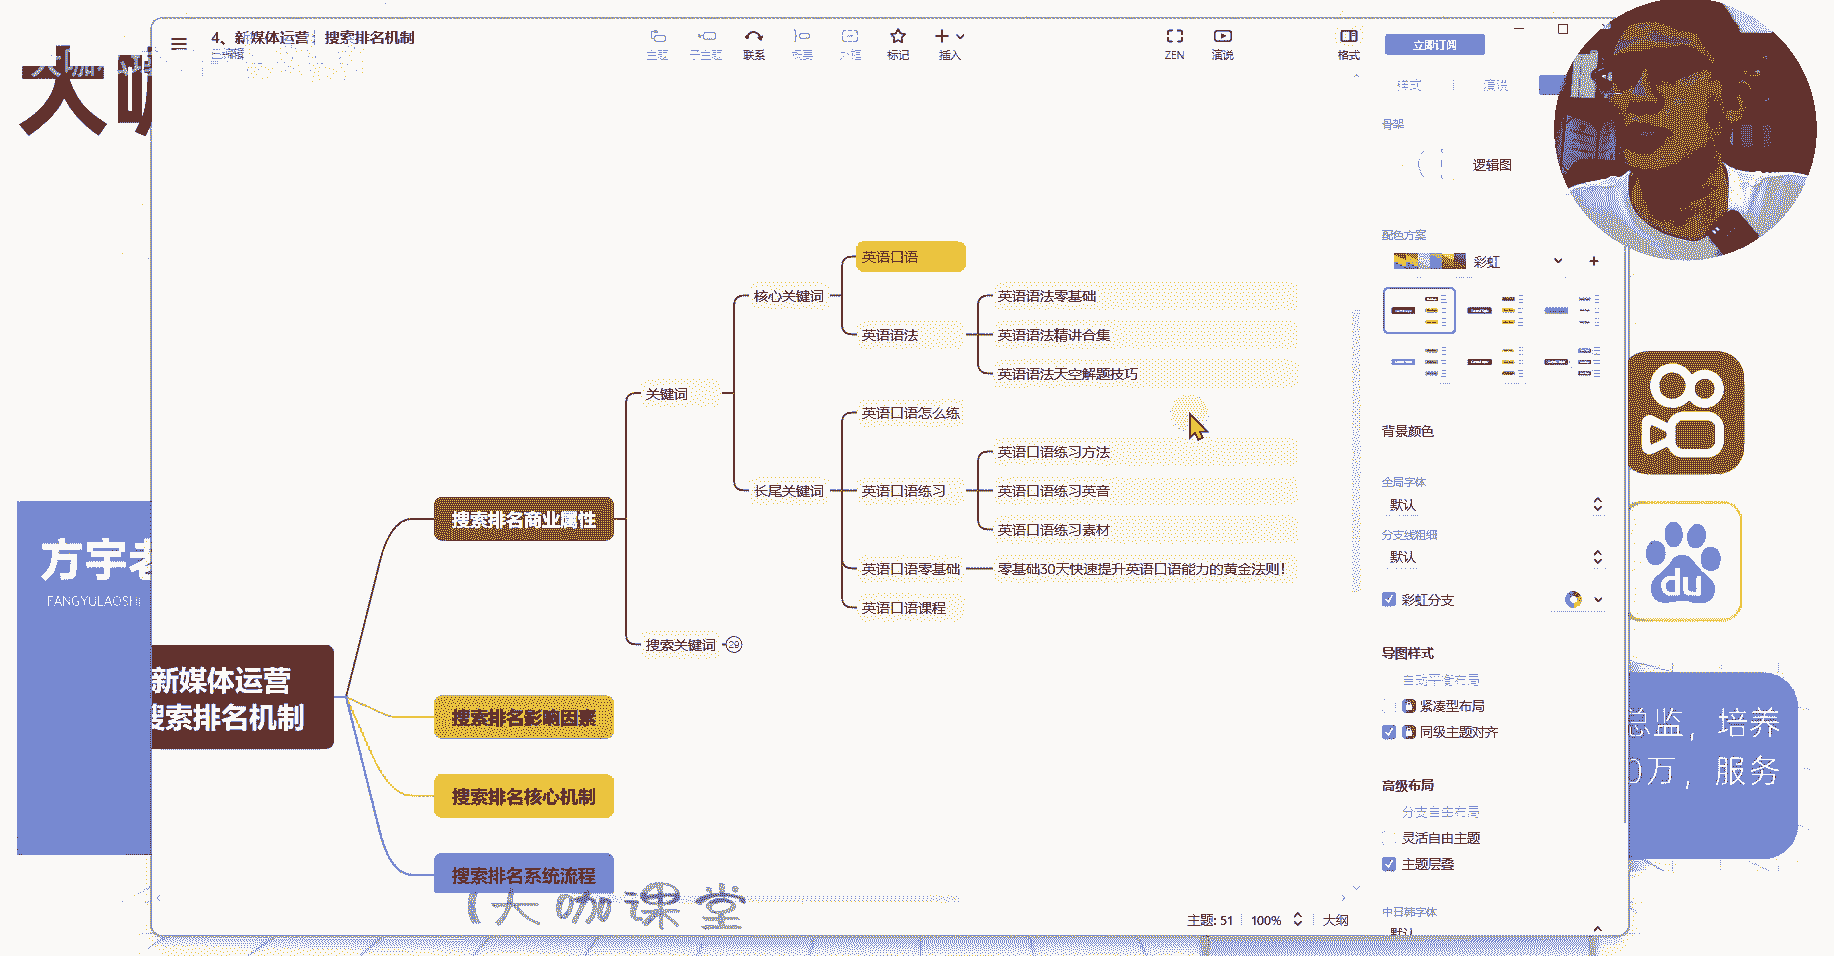 大咖
4、新媒体运营：搜索排名机制
已编辑
主题
子主题
联系
概要
外框
标记
插入
ZEN
演说
格式
立即订阅
样式
演说
骨架
逻辑图
配色方案
彩虹
背景颜色
全局字体
默认
分支线粗细
默认
彩虹分支
导图样式
自动平衡布局
紧凑型布局
同级主题对齐
高级布局
分支自由布局
灵活自由主题
主题层叠
中日韩字体
默认
新媒体运营
搜索排名机制
搜索排名商业属性
关键词
核心关键词
英语口语
英语语法
英语语法零基础
英语语法精讲合集
英语语法天空解题技巧
长尾关键词
英语口语怎么练
英语口语练习
英语口语练习方法
英语口语练习英音
英语口语练习素材
英语口语零基础
零基础30天快速提升英语口语能力的黄金法则！
英语口语课程
搜索关键词
29
搜索排名影响因素
搜索排名核心机制
搜索排名系统流程
大咖课堂
主题: 51
100%
大纲
方宇老
FANGYULAOSHI
du
总监，培养
0万，服务